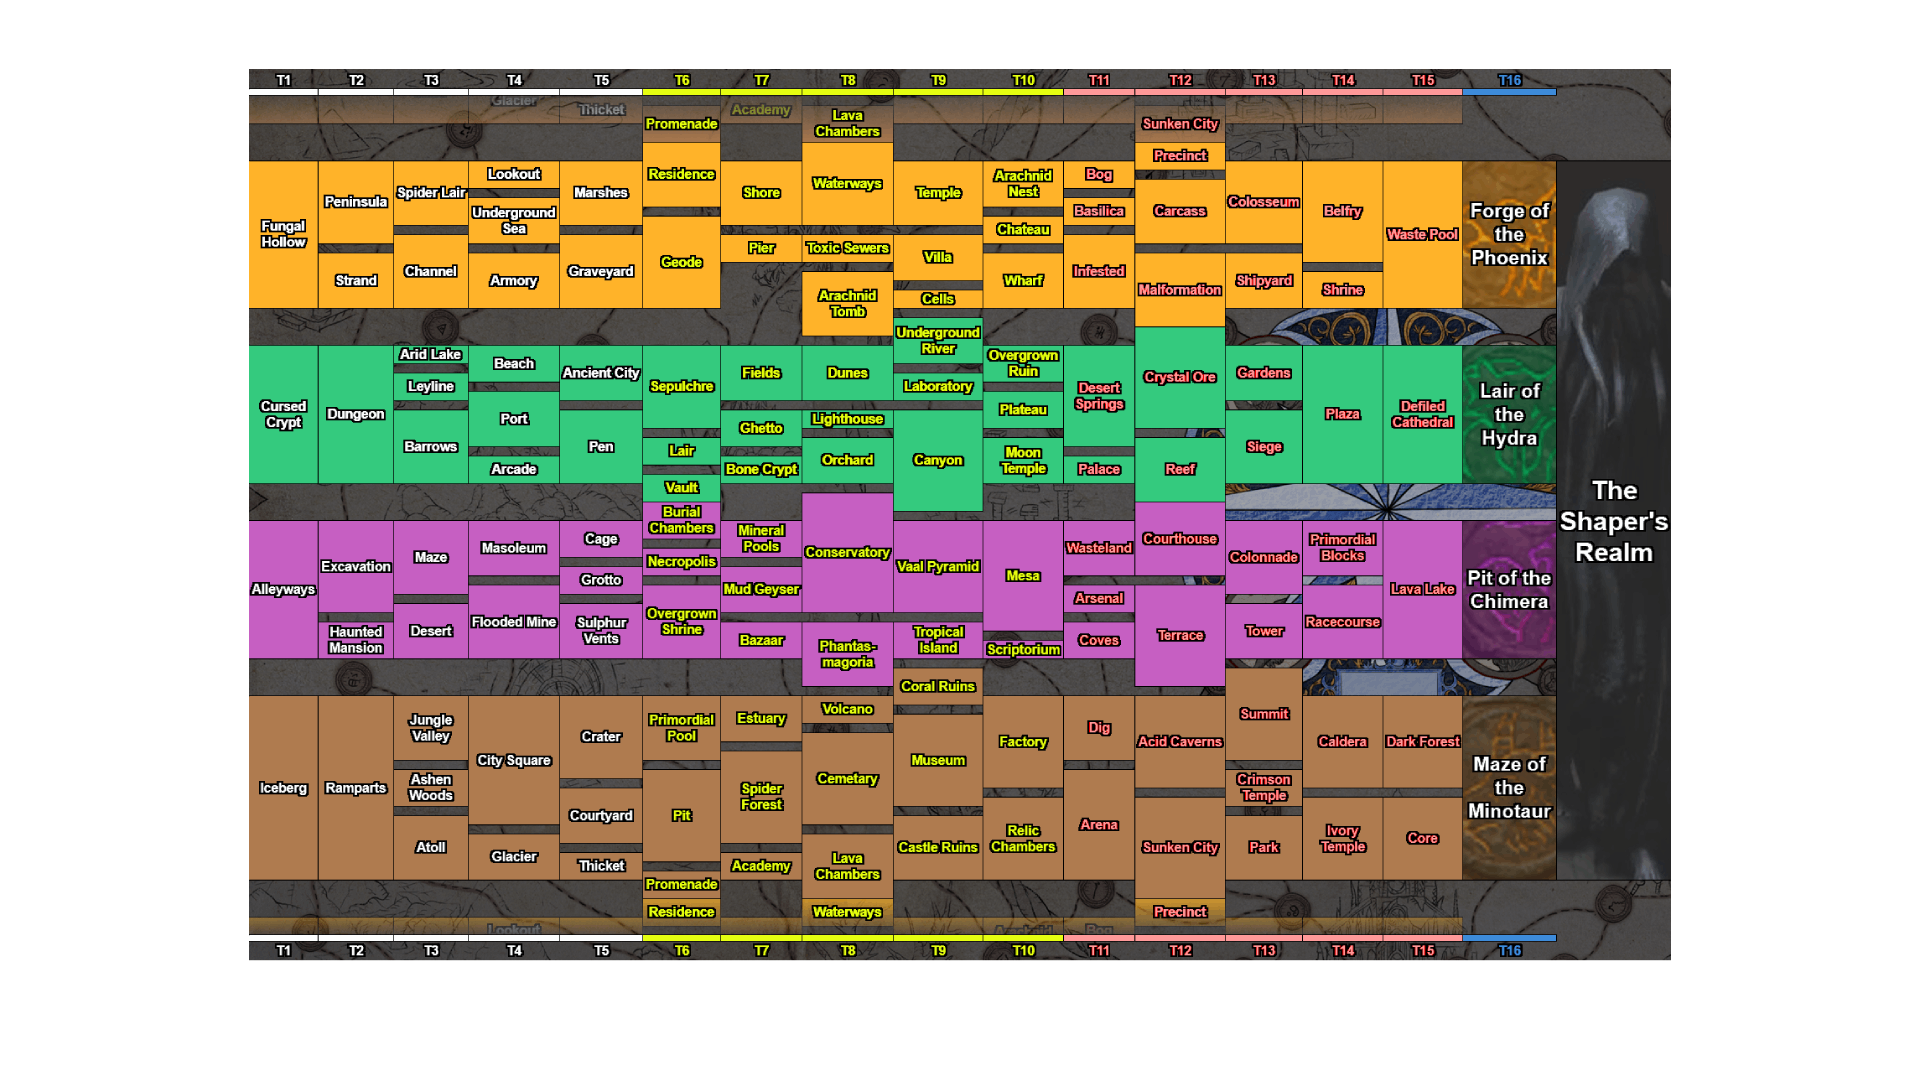 T1 T2 T3 T4 T5 T6 T7 T8 T9 T10 T11 T12 T13 T14 T15 T16
Glacier Thicket Promenade Academy Lava
Chambers Sunken City
Precinct
Fungal
Hollow
Peninsula
Strand
Spider Lair
Channel
Lookout
Underground
Sea
Armory
Marshes
Graveyard
Residence
Geode
Shore
Pier
Waterways
Toxic Sewers
Arachnid
Tomb
Temple
Villa
Cells
Arachnid
Nest
Chateau
Wharf
Bog
Basilica
Infested
Carcass
Malformation
Colosseum
Shipyard
Belfry
Shrine
Waste Pool
Forge of
the
Phoenix
Cursed
Crypt
Dungeon
Arid Lake
Leyline
Barrows
Beach
Port
Arcade
Ancient City
Pen
Sepulchre
Lair
Vault
Fields
Ghetto
Bone Crypt
Dunes
Lighthouse
Orchard
Underground
River
Laboratory
Canyon
Overgrown
Ruin
Plateau
Moon
Temple
Desert
Springs
Palace
Crystal Ore
Reef
Gardens
Siege
Plaza
Defiled
Cathedral
Lair of
the
Hydra
Alleyways
Excavation
Haunted
Mansion
Maze
Desert
Masoleum
Flooded Mine
Cage
Grotto
Sulphur
Vents
Burial
Chambers
Necropolis
Overgrown
Shrine
Mineral
Pools
Mud Geyser
Bazaar
Conservatory
Phantas-
magoria
Vaal Pyramid
Tropical
Island
Mesa
Scriptorium
Wasteland
Arsenal
Coves
Courthouse
Terrace
Colonnade
Tower
Primordial
Blocks
Racecourse
Lava Lake
Pit of the
Chimera
Iceberg
Ramparts
Jungle
Valley
Ashen
Woods
Atoll
City Square
Glacier
Crater
Courtyard
Thicket
Primordial
Pool
Pit
Promenade
Residence
Estuary
Spider
Forest
Academy
Volcano
Cemetary
Lava
Chambers
Waterways
Coral Ruins
Museum
Castle Ruins
Factory
Relic
Chambers
Dig
Arena
Acid Caverns
Sunken City
Precinct
Summit
Crimson
Temple
Park
Caldera
Ivory
Temple
Dark Forest
Core
Maze of
the
Minotaur
The
Shaper's
Realm
Lookout Arachnid Bog
T1 T2 T3 T4 T5 T6 T7 T8 T9 T10 T11 T12 T13 T14 T15 T16